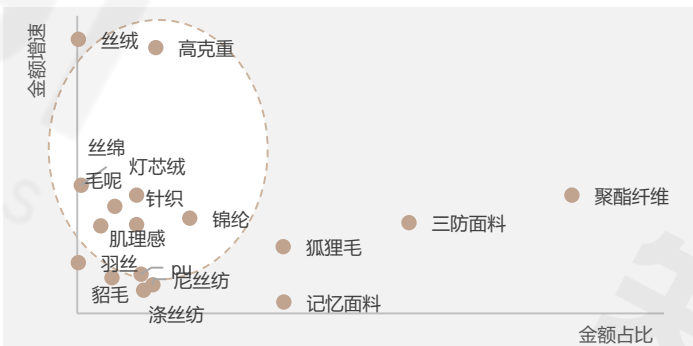 金额增速
丝绒
高克重
丝绵
灯芯绒
毛呢
针织
聚酯纤维
锦纶
三防面料
肌理感
狐狸毛
羽丝
pu
尼丝纺
貂毛
记忆面料
涤丝纺
金额占比